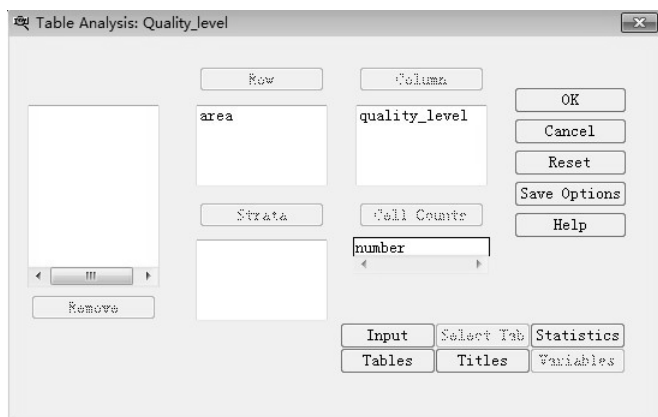 Table Analysis: Quality_level
Row
Column
area
quality_level
OK
Cancel
Reset
Save Options
Help
Strata
Cell Counts
number
Remove
Input
Select Tab
Statistics
Tables
Titles
Variables